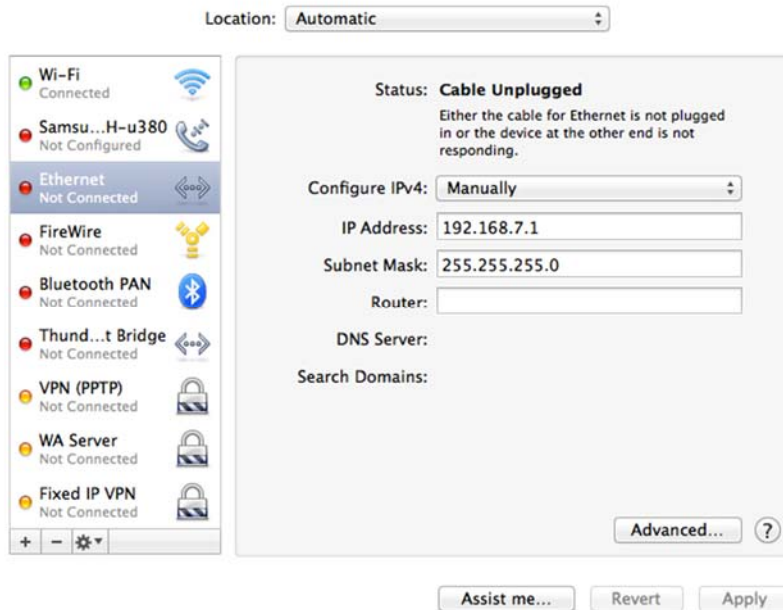 Location: Automatic
Wi-Fi
Connected
Samsu...H-u380
Not Configured
Ethernet
Not Connected
FireWire
Not Connected
Bluetooth PAN
Not Connected
Thund...t Bridge
Not Connected
VPN (PPTP)
Not Connected
WA Server
Not Connected
Fixed IP VPN
Not Connected
+ −
Status: Cable Unplugged
Either the cable for Ethernet is not plugged
in or the device at the other end is not
responding.
Configure IPv4: Manually
IP Address: 192.168.7.1
Subnet Mask: 255.255.255.0
Router:
DNS Server:
Search Domains:
Advanced... ?
Assist me... Revert Apply